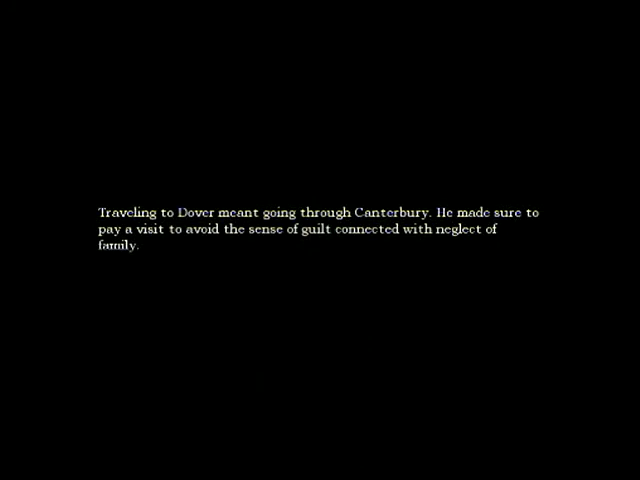 Traveling to Dover meant going through Canterbury. He made sure to
pay a visit to avoid the sense of guilt connected with neglect of
family.